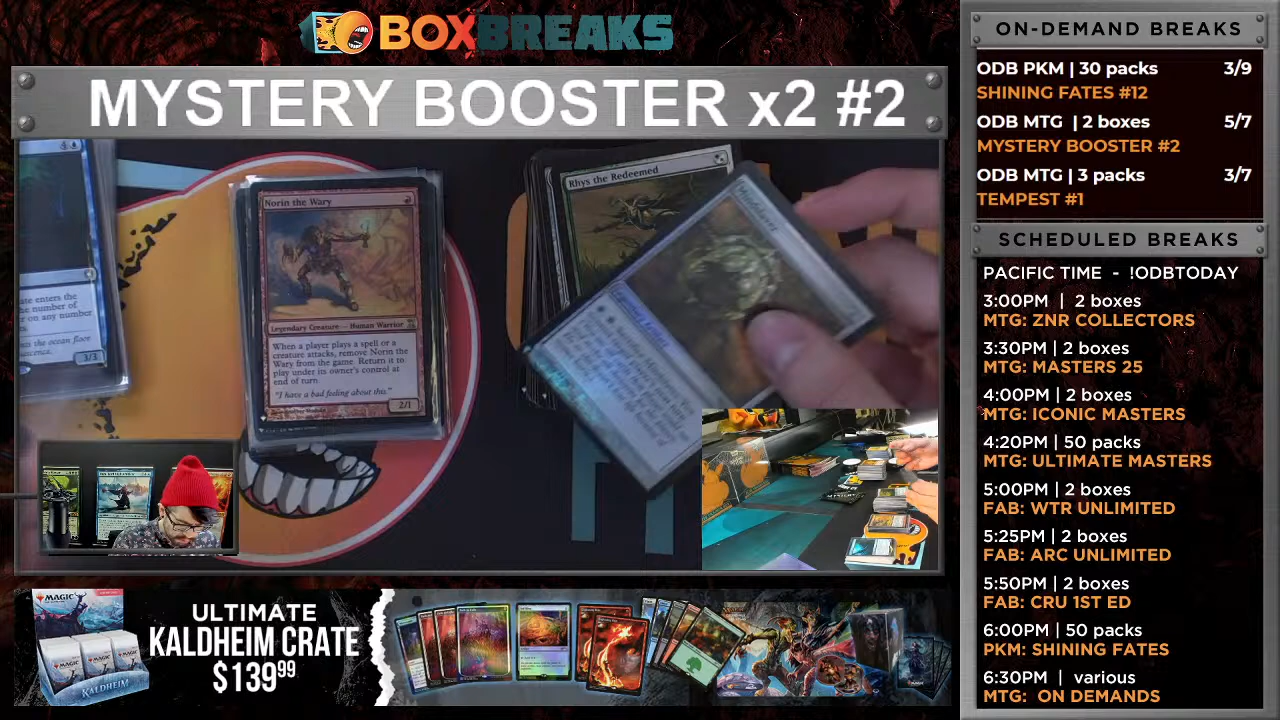 BOXBREAKS
MYSTERY BOOSTER x2 #2
Norin the Wary
Legendary Creature — Human Warrior
When a player plays a spell or a
creature attacks, remove Norin the
Wary from the game. Return it to
play under its owner's control at
end of turn.
"I have a bad feeling about this."
2/1
Rhys the Redeemed
3/3
ULTIMATE
KALDHEIM CRATE
$139.99
MAGIC
KALDHEIM
ON-DEMAND BREAKS
ODB PKM | 30 packs 3/9
SHINING FATES #12
ODB MTG | 2 boxes 5/7
MYSTERY BOOSTER #2
ODB MTG | 3 packs 3/7
TEMPEST #1
SCHEDULED BREAKS
PACIFIC TIME - !ODBTODAY
3:00PM | 2 boxes
MTG: ZNR COLLECTORS
3:30PM | 2 boxes
MTG: MASTERS 25
4:00PM | 2 boxes
MTG: ICONIC MASTERS
4:20PM | 50 packs
MTG: ULTIMATE MASTERS
5:00PM | 2 boxes
FAB: WTR UNLIMITED
5:25PM | 2 boxes
FAB: ARC UNLIMITED
5:50PM | 2 boxes
FAB: CRU 1ST ED
6:00PM | 50 packs
PKM: SHINING FATES
6:30PM | various
MTG: ON DEMANDS